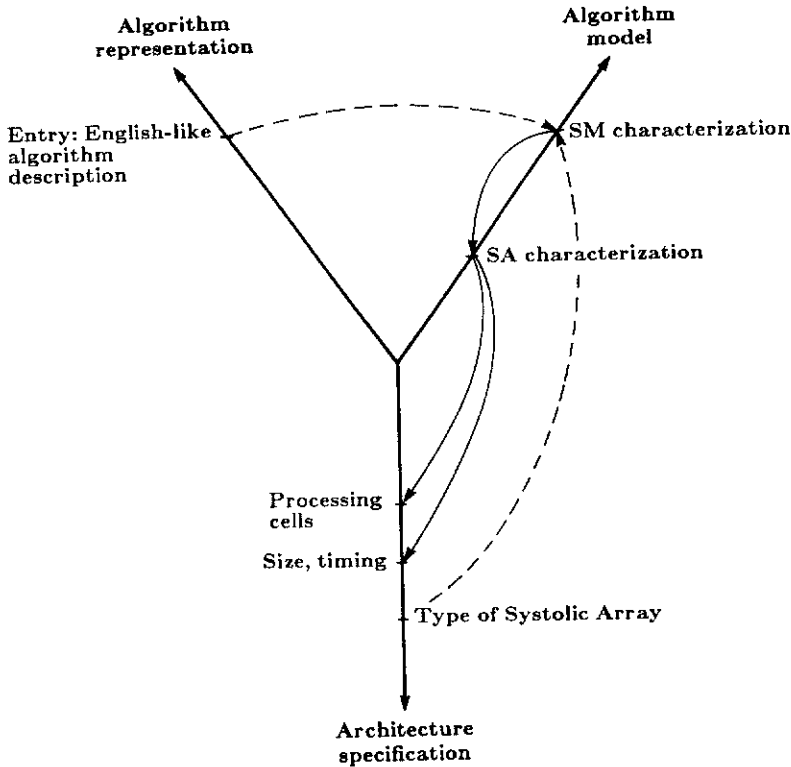 Algorithm
representation
Algorithm
model
Entry: English-like
algorithm
description
SM characterization
SA characterization
Processing
cells
Size, timing
Type of Systolic Array
Architecture
specification